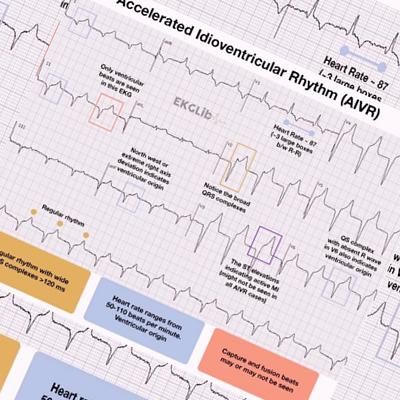 Accelerated Idioventricular Rhythm (AIVR)
Heart Rate ~ 87
(~3 large boxes
Only ventricular
beats are seen
in this EKG
EKGLib
Heart Rate ~ 87
(~3 large boxes
b/w R-R)
North west or
extreme right axis
deviation indicates
ventricular origin
Notice the broad
QRS complexes
Regular rhythm
The ST elevations
indicating active MI
(might not be seen in
all AIVR cases)
QS complex
with absent R wave
in V6 also indicates
ventricular origin
gular rhythm with wide
S complexes >120 ms
Heart rate ranges from
50-110 beats per minute.
Ventricular origin
Capture and fusion beats
may or may not be seen
Heart rate